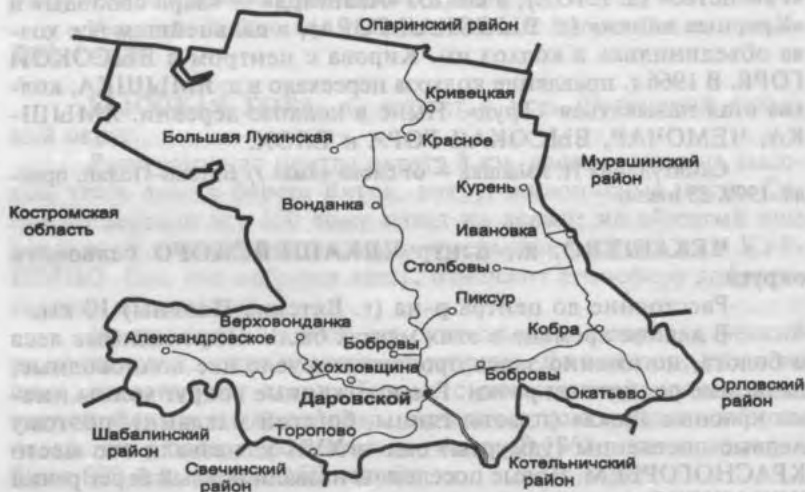 Опаринский район
Кривецкая
Большая Лукинская
Красное
Мурашинский
район
Курень
Костромская
область
Вонданка
Ивановка
Столбовы
Пиксур
Верховонданка
Александровское
Бобровы
Кобра
Хохловщина
Бобровы
Даровской
Окатьево
Орловский
район
Торопово
Шабалинский
район
Свечинский
район
Котельничский
район